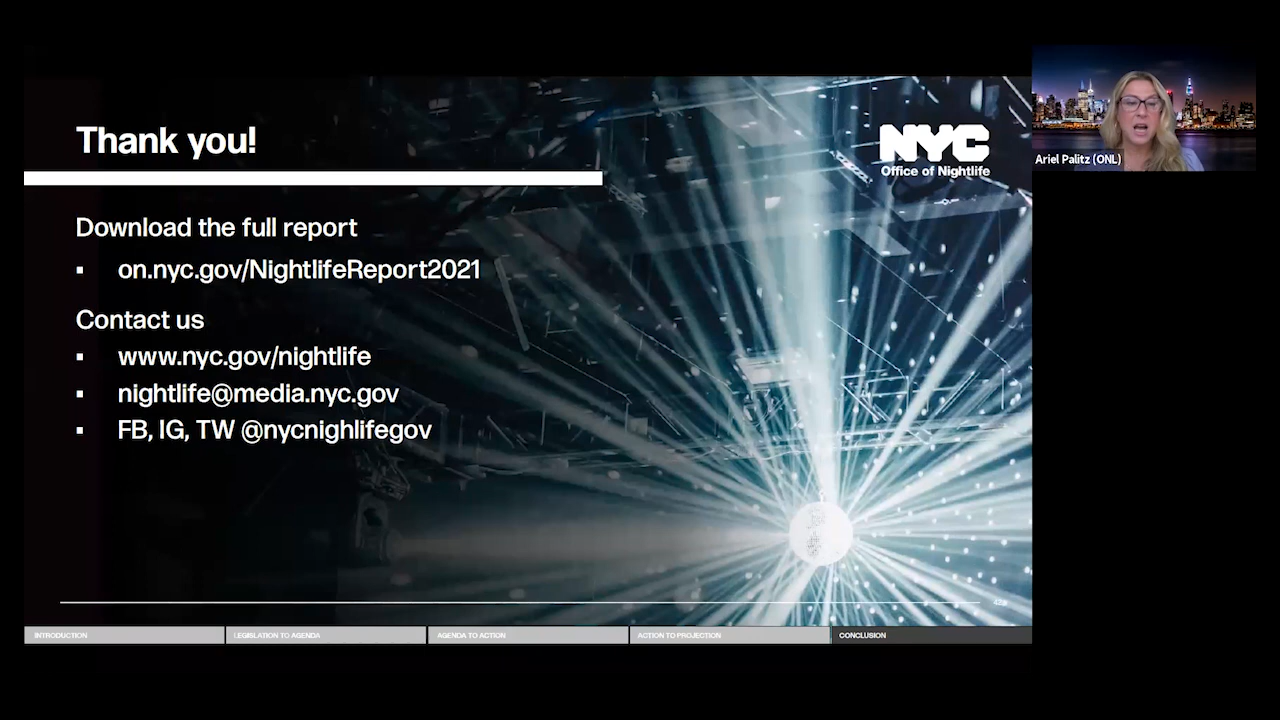 Thank you!
NYC
Office of Nightlife
Ariel Palitz (ONL)
Download the full report
▪ on.nyc.gov/NightlifeReport2021
Contact us
▪ www.nyc.gov/nightlife
▪ nightlife@media.nyc.gov
▪ FB, IG, TW @nycnighlifegov
INTRODUCTION
LEGISLATION TO AGENDA
AGENDA TO ACTION
ACTION TO PROJECTION
CONCLUSION